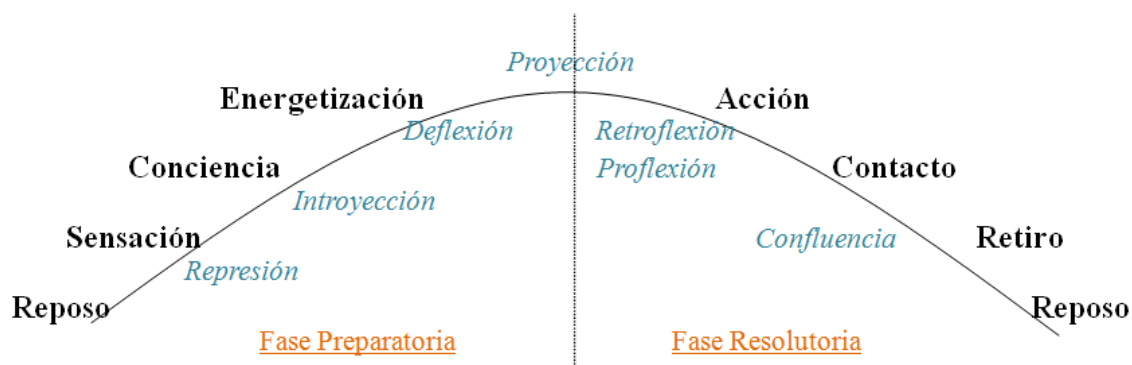 Proyección
Energetización
Acción
Deflexión
Retroflexión
Conciencia
Proflexión
Contacto
Introyección
Sensación
Confluencia
Retiro
Represión
Reposo
Reposo
Fase Preparatoria
Fase Resolutoria